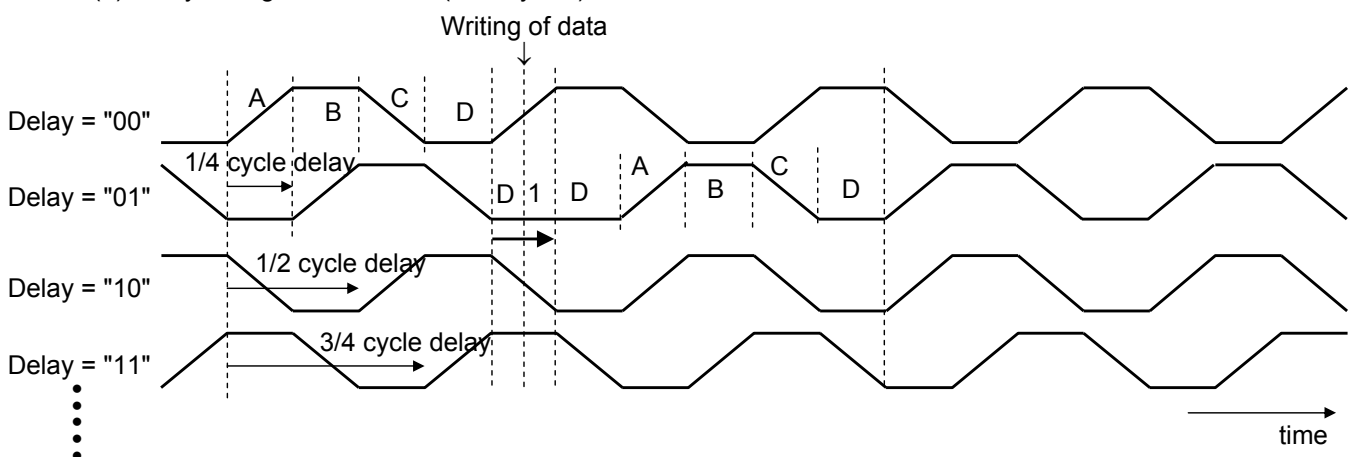 Writing of data
↓
A B C D
Delay = "00"
1/4 cycle delay
Delay = "01"
D 1 D A B C D
1/2 cycle delay
Delay = "10"
3/4 cycle delay
Delay = "11"
time